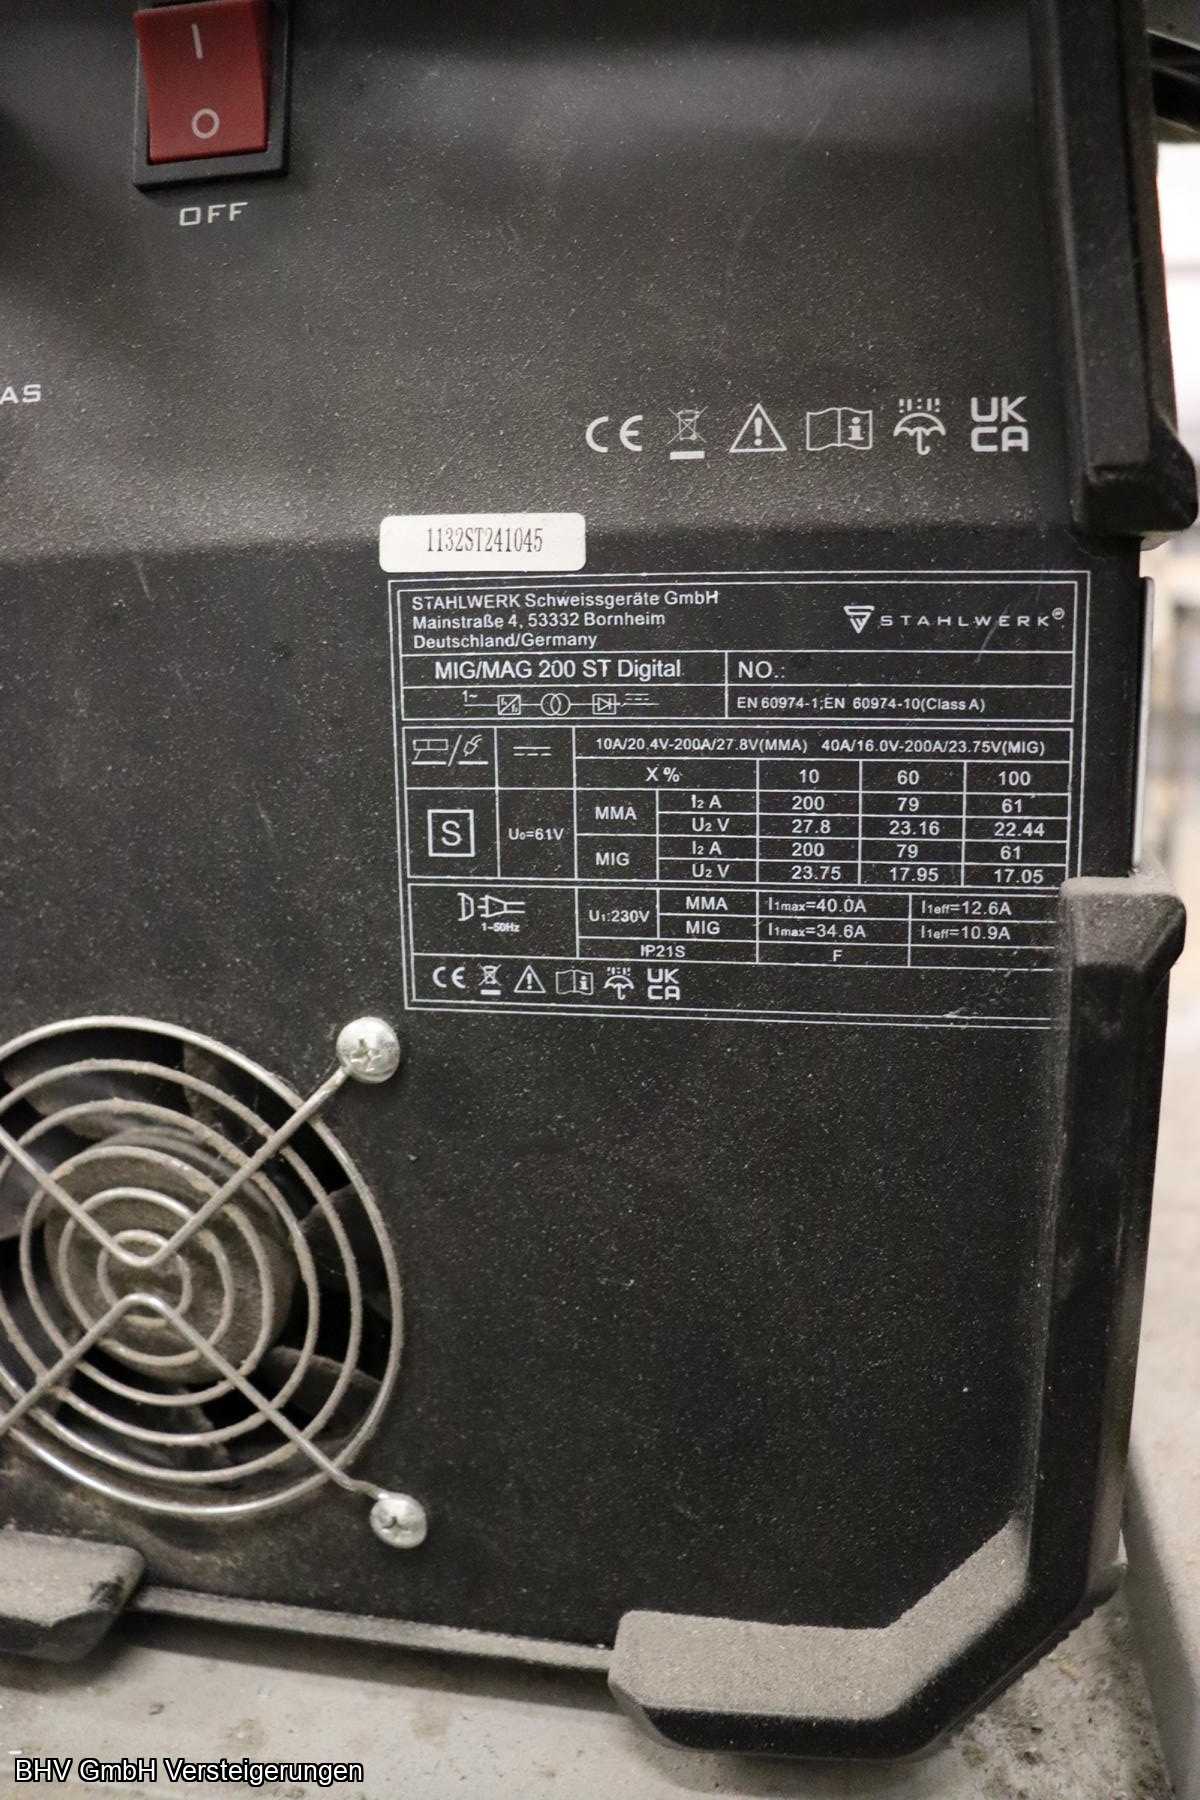 I
O
OFF
AS
CE
UK
CA
1132ST241045
STAHLWERK Schweissgeräte GmbH
Mainstraße 4, 53332 Bornheim
Deutschland/Germany
STAHLWERK®
MIG/MAG 200 ST Digital
NO.:
1~
EN 60974-1;EN 60974-10(Class A)
10A/20.4V-200A/27.8V(MMA) 40A/16.0V-200A/23.75V(MIG)
X% 10 60 100
S
U₀=61V
MMA
I₂ A 200 79 61
U₂ V 27.8 23.16 22.44
MIG
I₂ A 200 79 61
U₂ V 23.75 17.95 17.05
1~50Hz
U₁:230V
MMA I₁max=40.0A I₁eff=12.6A
MIG I₁max=34.6A I₁eff=10.9A
IP21S F
CE
UK
CA
BHV GmbH Versteigerungen